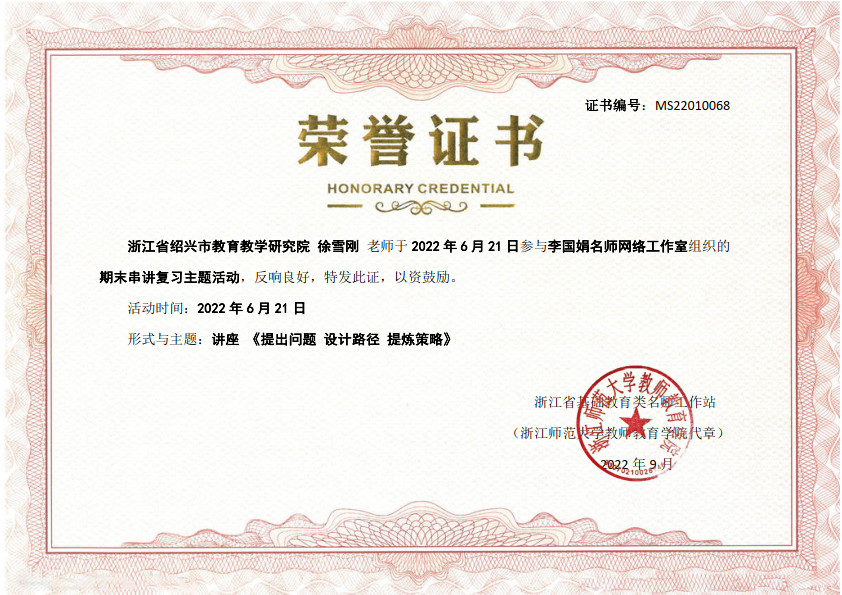 证书编号：MS22010068
荣誉证书
HONORARY CREDENTIAL
浙江省绍兴市教育教学研究院 徐雪刚 老师于 2022 年 6 月 21 日参与李国娟名师网络工作室组织的
期末串讲复习主题活动，反响良好，特发此证，以资鼓励。
活动时间：2022 年 6 月 21 日
形式与主题：讲座 《提出问题 设计路径 提炼策略》
浙江省基础教育类名师工作站
（浙江师范大学教师教育学院代章）
2022 年 9 月
浙江师范大学教师教育学院